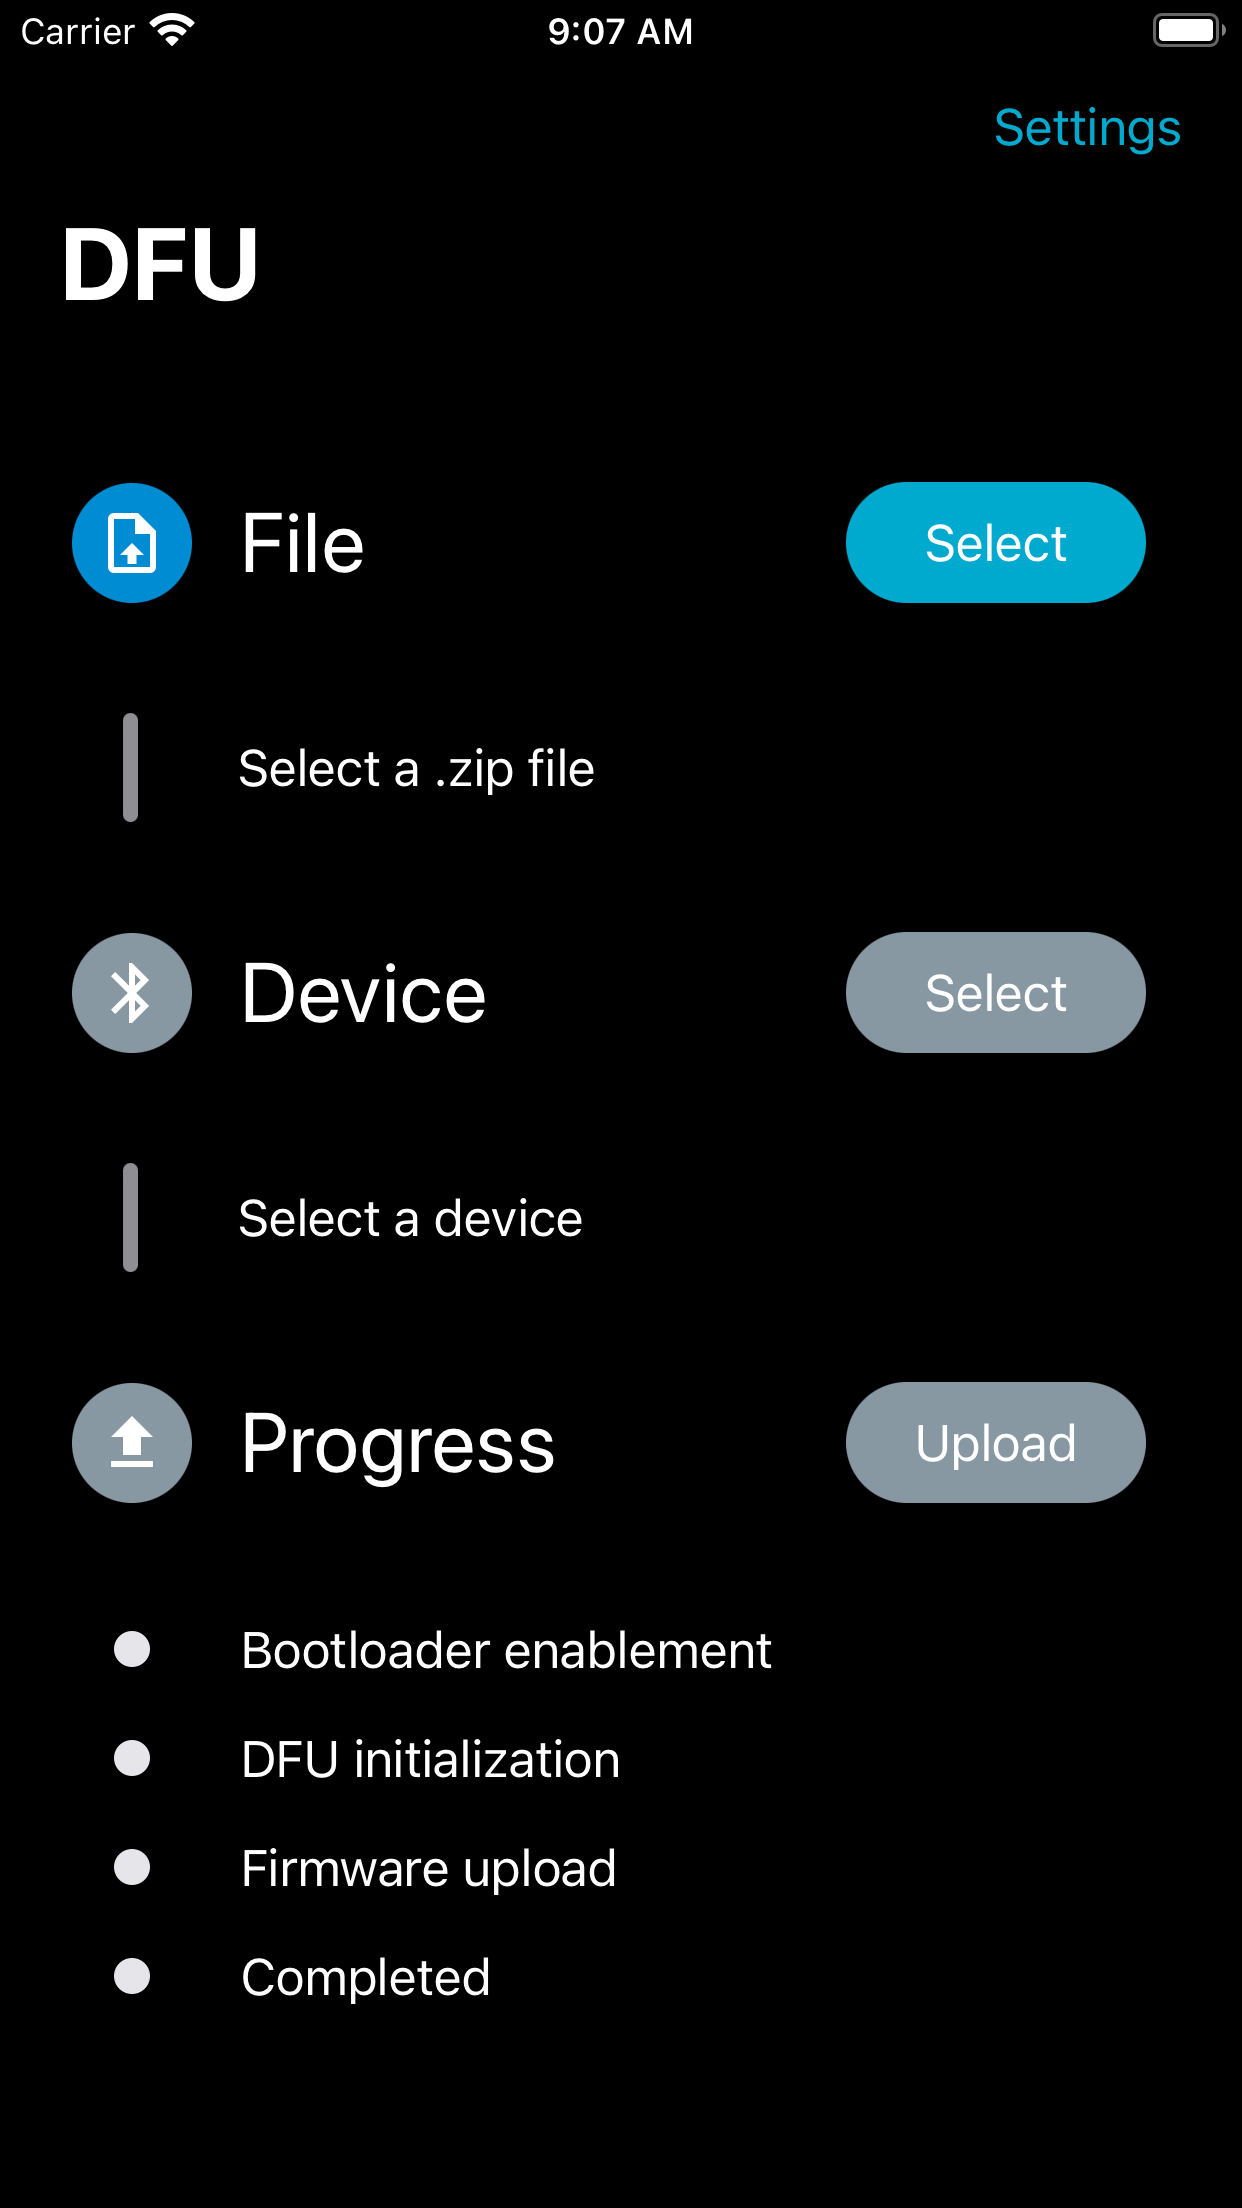 Carrier 9:07 AM
Settings
DFU
File Select
Select a .zip file
Device Select
Select a device
Progress Upload
Bootloader enablement
DFU initialization
Firmware upload
Completed